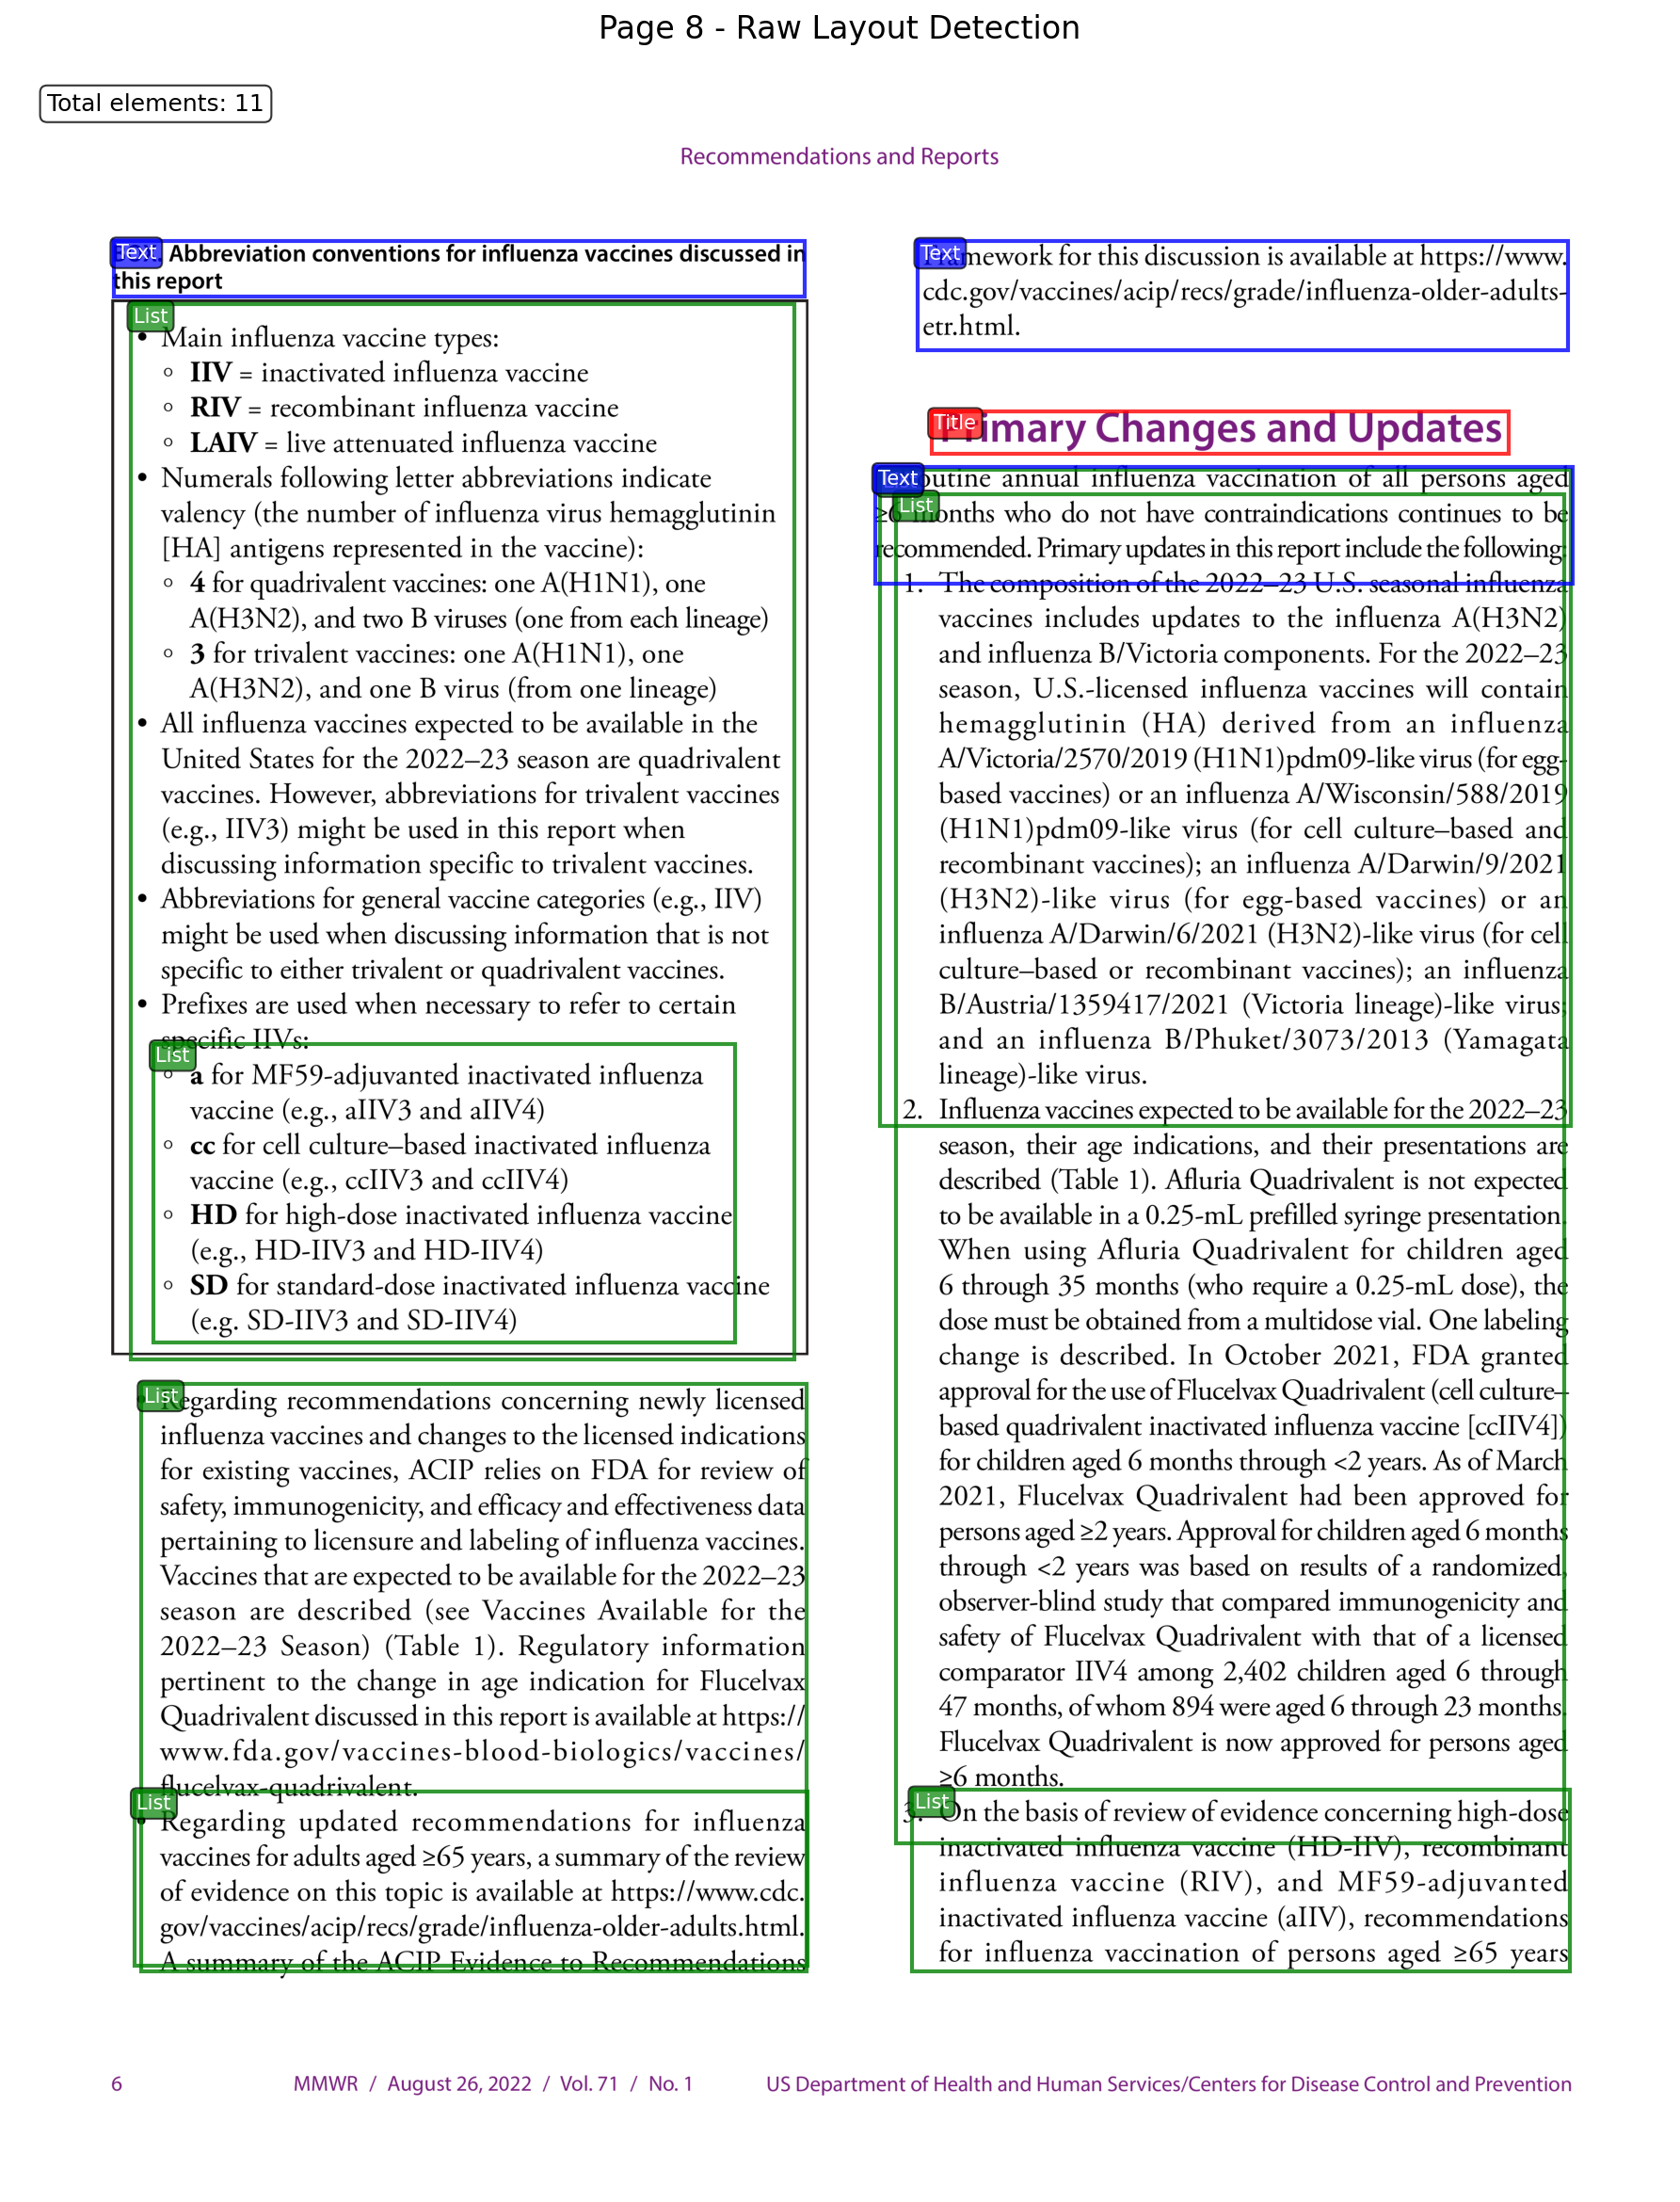 Page 8 - Raw Layout Detection
Total elements: 11
Recommendations and Reports
Text
Abbreviation conventions for influenza vaccines discussed in
this report
List
• Main influenza vaccine types:
◦ IIV = inactivated influenza vaccine
◦ RIV = recombinant influenza vaccine
◦ LAIV = live attenuated influenza vaccine
• Numerals following letter abbreviations indicate
valency (the number of influenza virus hemagglutinin
[HA] antigens represented in the vaccine):
◦ 4 for quadrivalent vaccines: one A(H1N1), one
A(H3N2), and two B viruses (one from each lineage)
◦ 3 for trivalent vaccines: one A(H1N1), one
A(H3N2), and one B virus (from one lineage)
• All influenza vaccines expected to be available in the
United States for the 2022–23 season are quadrivalent
vaccines. However, abbreviations for trivalent vaccines
(e.g., IIV3) might be used in this report when
discussing information specific to trivalent vaccines.
• Abbreviations for general vaccine categories (e.g., IIV)
might be used when discussing information that is not
specific to either trivalent or quadrivalent vaccines.
• Prefixes are used when necessary to refer to certain
specific IIVs:
List
◦ a for MF59-adjuvanted inactivated influenza
vaccine (e.g., aIIV3 and aIIV4)
◦ cc for cell culture–based inactivated influenza
vaccine (e.g., ccIIV3 and ccIIV4)
◦ HD for high-dose inactivated influenza vaccine
(e.g., HD-IIV3 and HD-IIV4)
◦ SD for standard-dose inactivated influenza vaccine
(e.g. SD-IIV3 and SD-IIV4)
List
Regarding recommendations concerning newly licensed
influenza vaccines and changes to the licensed indications
for existing vaccines, ACIP relies on FDA for review of
safety, immunogenicity, and efficacy and effectiveness data
pertaining to licensure and labeling of influenza vaccines.
Vaccines that are expected to be available for the 2022–23
season are described (see Vaccines Available for the
2022–23 Season) (Table 1). Regulatory information
pertinent to the change in age indication for Flucelvax
Quadrivalent discussed in this report is available at https://
www.fda.gov/vaccines-blood-biologics/vaccines/
flucelvax-quadrivalent.
List
• Regarding updated recommendations for influenza
vaccines for adults aged ≥65 years, a summary of the review
of evidence on this topic is available at https://www.cdc.
gov/vaccines/acip/recs/grade/influenza-older-adults.html.
A summary of the ACIP Evidence to Recommendations
Text
Framework for this discussion is available at https://www.
cdc.gov/vaccines/acip/recs/grade/influenza-older-adults-
etr.html.
Title
Primary Changes and Updates
Text
Routine annual influenza vaccination of all persons aged
List
≥6 months who do not have contraindications continues to be
recommended. Primary updates in this report include the following:
1. The composition of the 2022–23 U.S. seasonal influenza
vaccines includes updates to the influenza A(H3N2)
and influenza B/Victoria components. For the 2022–23
season, U.S.-licensed influenza vaccines will contain
hemagglutinin (HA) derived from an influenza
A/Victoria/2570/2019 (H1N1)pdm09-like virus (for egg-
based vaccines) or an influenza A/Wisconsin/588/2019
(H1N1)pdm09-like virus (for cell culture–based and
recombinant vaccines); an influenza A/Darwin/9/2021
(H3N2)-like virus (for egg-based vaccines) or an
influenza A/Darwin/6/2021 (H3N2)-like virus (for cell
culture–based or recombinant vaccines); an influenza
B/Austria/1359417/2021 (Victoria lineage)-like virus;
and an influenza B/Phuket/3073/2013 (Yamagata
lineage)-like virus.
2. Influenza vaccines expected to be available for the 2022–23
season, their age indications, and their presentations are
described (Table 1). Afluria Quadrivalent is not expected
to be available in a 0.25-mL prefilled syringe presentation.
When using Afluria Quadrivalent for children aged
6 through 35 months (who require a 0.25-mL dose), the
dose must be obtained from a multidose vial. One labeling
change is described. In October 2021, FDA granted
approval for the use of Flucelvax Quadrivalent (cell culture–
based quadrivalent inactivated influenza vaccine [ccIIV4])
for children aged 6 months through <2 years. As of March
2021, Flucelvax Quadrivalent had been approved for
persons aged ≥2 years. Approval for children aged 6 months
through <2 years was based on results of a randomized,
observer-blind study that compared immunogenicity and
safety of Flucelvax Quadrivalent with that of a licensed
comparator IIV4 among 2,402 children aged 6 through
47 months, of whom 894 were aged 6 through 23 months.
Flucelvax Quadrivalent is now approved for persons aged
≥6 months.
List
3. On the basis of review of evidence concerning high-dose
inactivated influenza vaccine (HD-IIV), recombinant
influenza vaccine (RIV), and MF59-adjuvanted
inactivated influenza vaccine (aIIV), recommendations
for influenza vaccination of persons aged ≥65 years
6
MMWR / August 26, 2022 / Vol. 71 / No. 1
US Department of Health and Human Services/Centers for Disease Control and Prevention